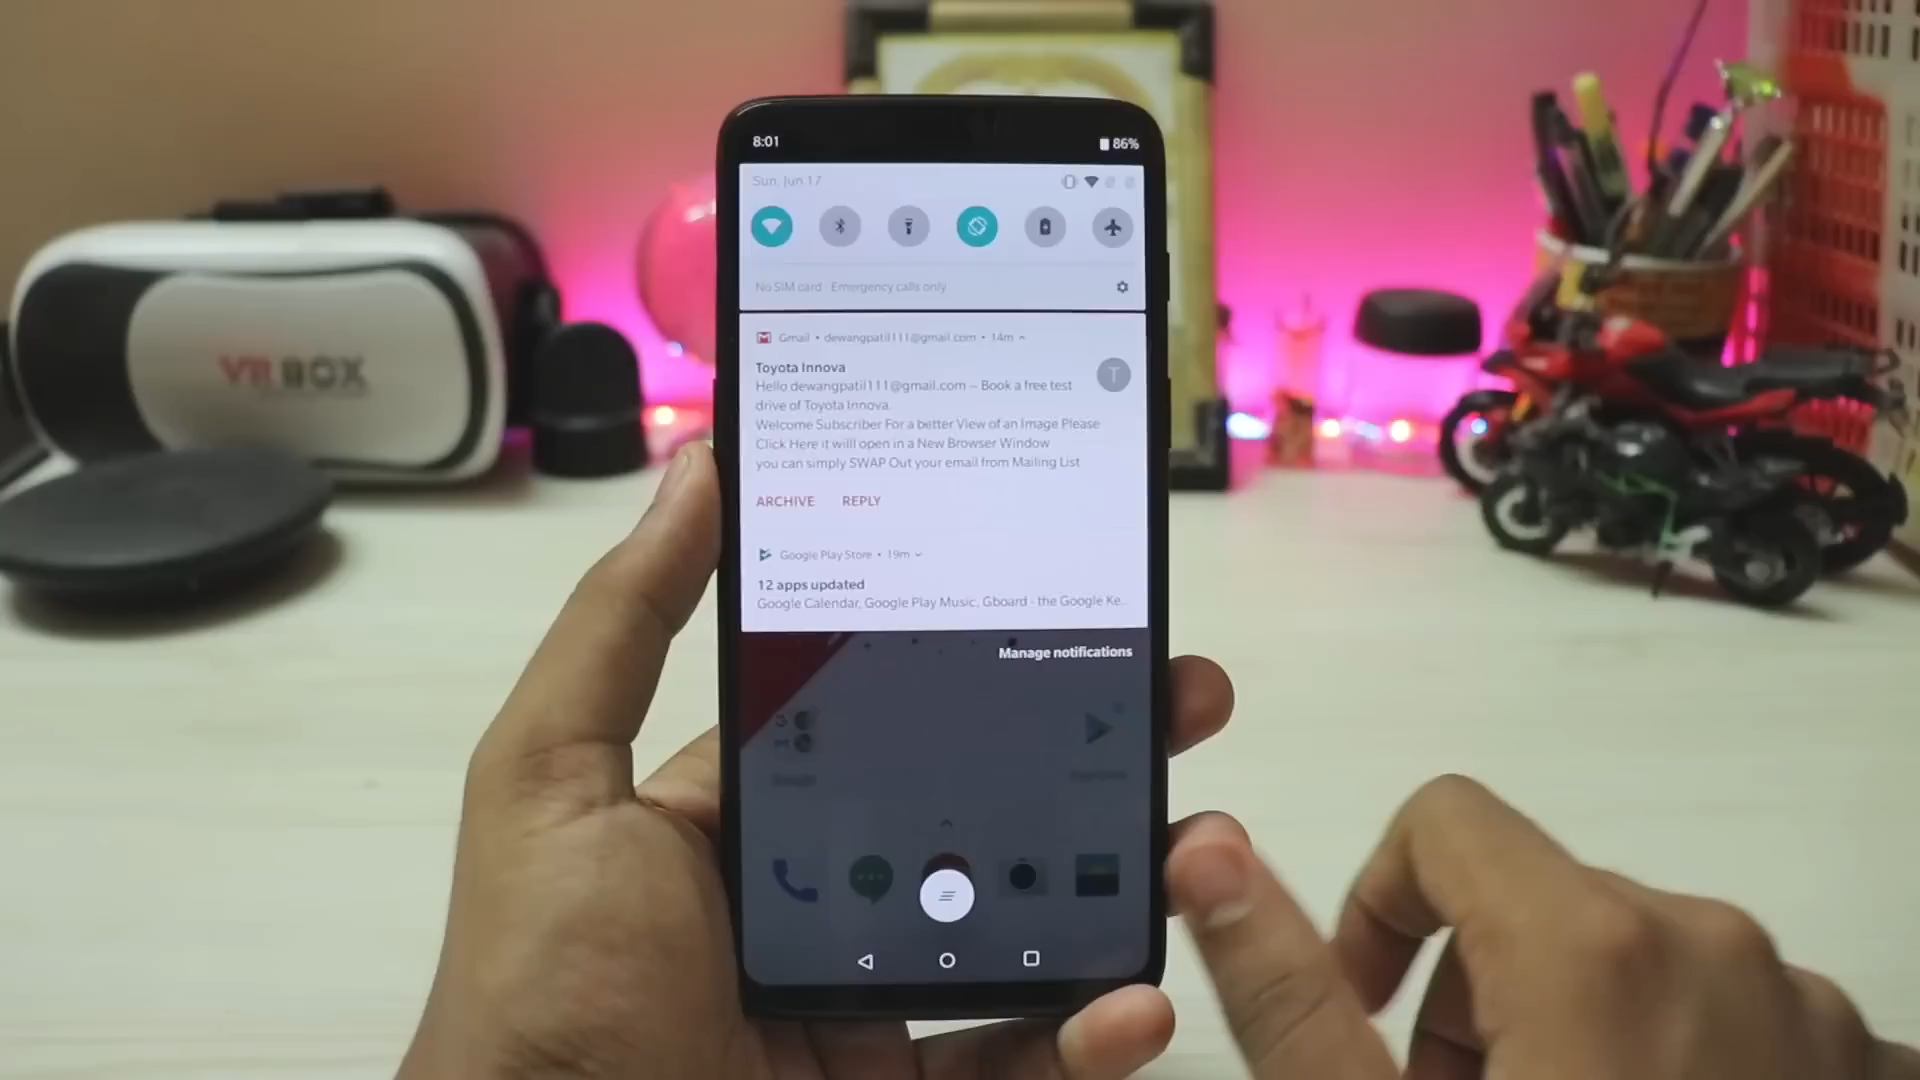 VR BOX
8:01
86%
Sun, Jun 17
No SIM card · Emergency calls only
Gmail • dewangpatil111@gmail.com • 14m
Toyota Innova
T
Hello dewangpatil111@gmail.com – Book a free test
drive of Toyota Innova.
Welcome Subscriber For a better View of an Image Please
Click Here it will open in a New Browser Window
you can simply SWAP Out your email from Mailing List
ARCHIVE REPLY
Google Play Store • 19m
12 apps updated
Google Calendar, Google Play Music, Gboard - the Google Ke...
Manage notifications